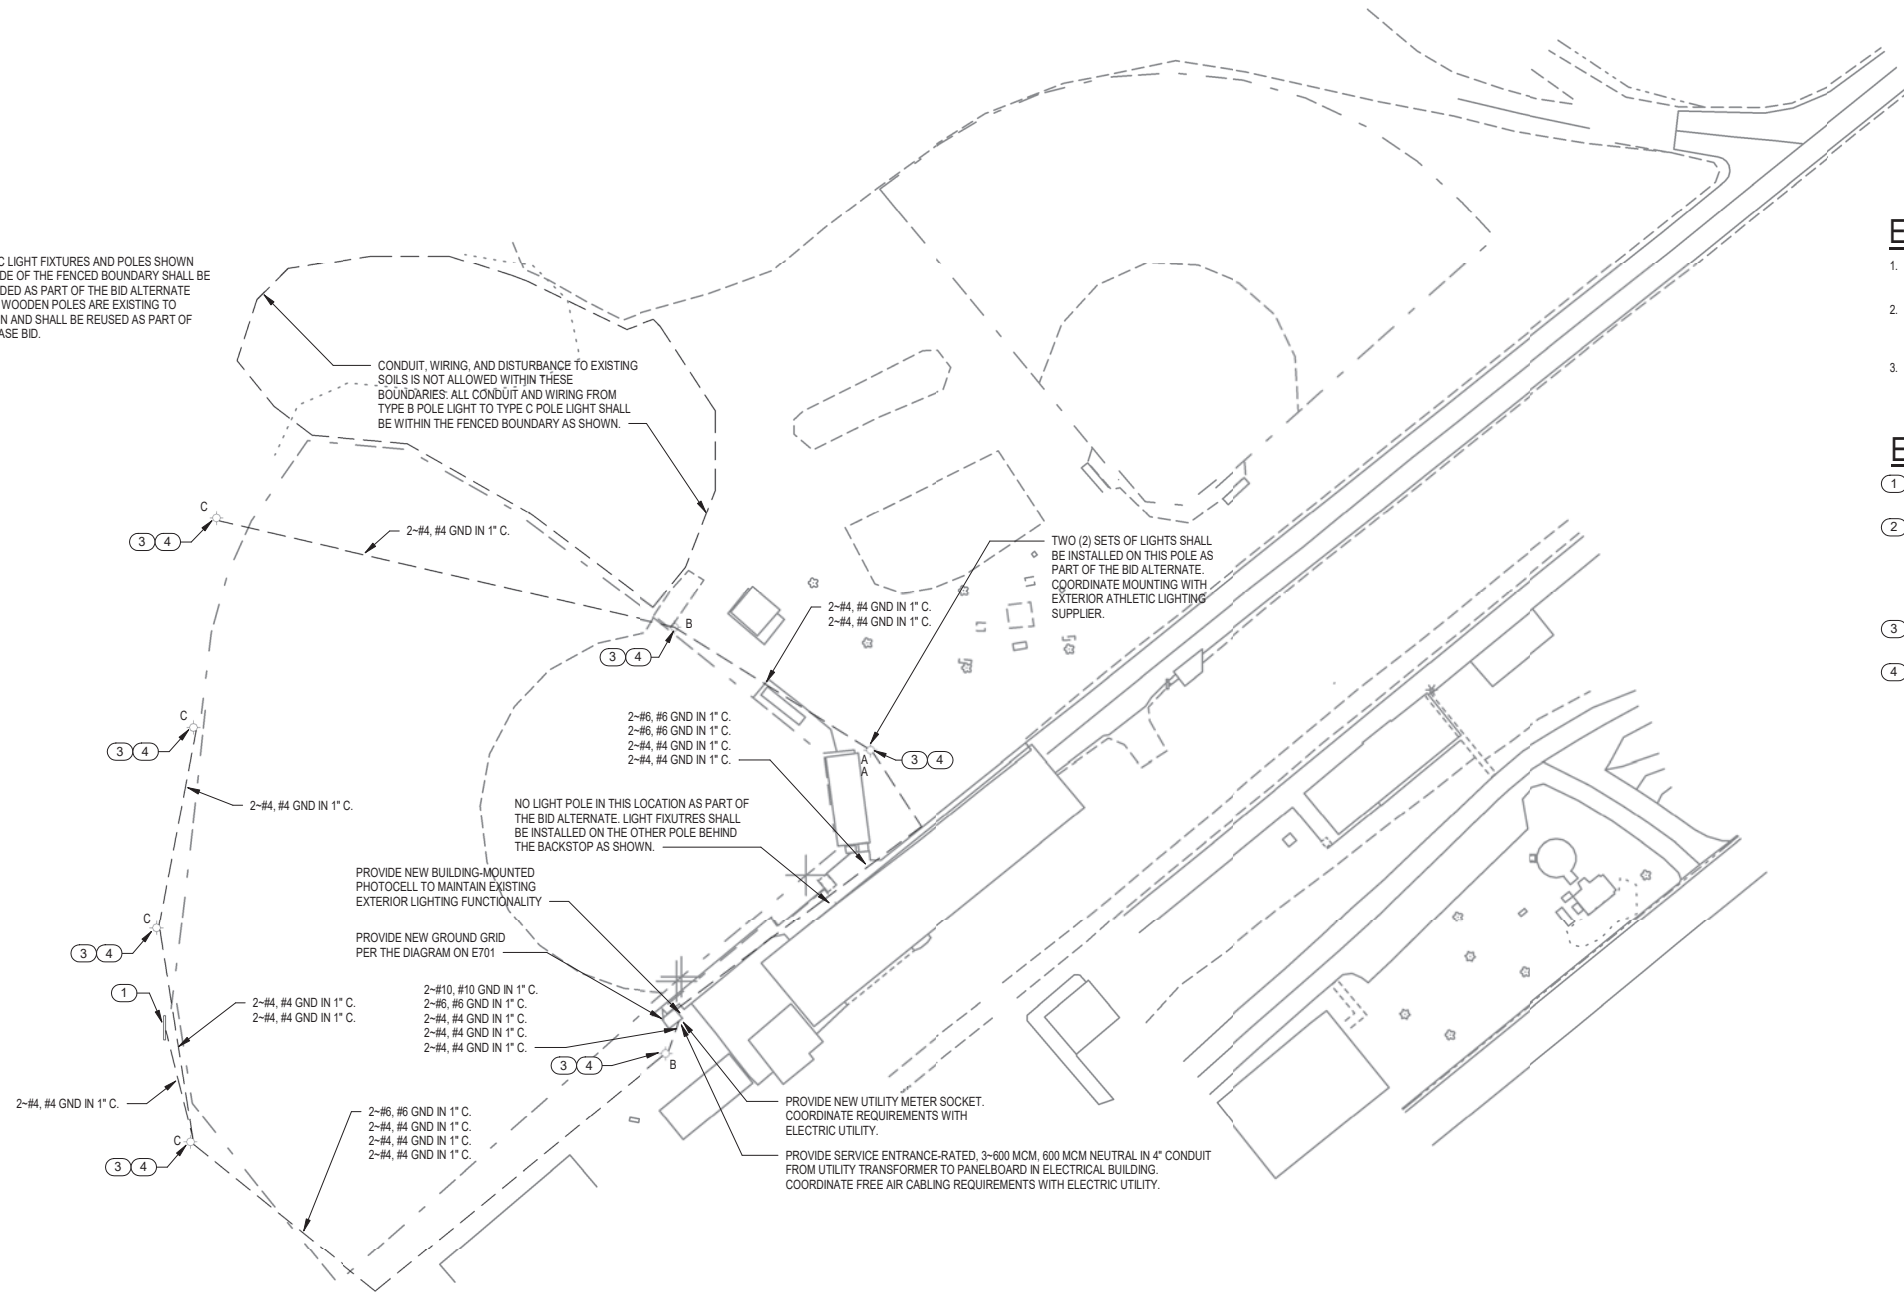 C LIGHT FIXTURES AND POLES SHOWN
DE OF THE FENCED BOUNDARY SHALL BE
DED AS PART OF THE BID ALTERNATE
WOODEN POLES ARE EXISTING TO
N AND SHALL BE REUSED AS PART OF
ASE BID.
CONDUIT, WIRING, AND DISTURBANCE TO EXISTING
SOILS IS NOT ALLOWED WITHIN THESE
BOUNDARIES. ALL CONDUIT AND WIRING FROM
TYPE B POLE LIGHT TO TYPE C POLE LIGHT SHALL
BE WITHIN THE FENCED BOUNDARY AS SHOWN.
C
3 4
2~#4, #4 GND IN 1" C.
TWO (2) SETS OF LIGHTS SHALL
BE INSTALLED ON THIS POLE AS
PART OF THE BID ALTERNATE.
COORDINATE MOUNTING WITH
EXTERIOR ATHLETIC LIGHTING
SUPPLIER.
2~#4, #4 GND IN 1" C.
2~#4, #4 GND IN 1" C.
B
3 4
2~#6, #6 GND IN 1" C.
2~#6, #6 GND IN 1" C.
2~#4, #4 GND IN 1" C.
2~#4, #4 GND IN 1" C.
A
A
3 4
C
3 4
2~#4, #4 GND IN 1" C.
NO LIGHT POLE IN THIS LOCATION AS PART OF
THE BID ALTERNATE. LIGHT FIXUTRES SHALL
BE INSTALLED ON THE OTHER POLE BEHIND
THE BACKSTOP AS SHOWN.
PROVIDE NEW BUILDING-MOUNTED
PHOTOCELL TO MAINTAIN EXISTING
EXTERIOR LIGHTING FUNCTIONALITY
PROVIDE NEW GROUND GRID
PER THE DIAGRAM ON E701
C
3 4
1
2~#4, #4 GND IN 1" C.
2~#4, #4 GND IN 1" C.
2~#10, #10 GND IN 1" C.
2~#6, #6 GND IN 1" C.
2~#4, #4 GND IN 1" C.
2~#4, #4 GND IN 1" C.
2~#4, #4 GND IN 1" C.
3 4
B
2~#4, #4 GND IN 1" C.
2~#6, #6 GND IN 1" C.
2~#4, #4 GND IN 1" C.
2~#4, #4 GND IN 1" C.
2~#4, #4 GND IN 1" C.
C
3 4
PROVIDE NEW UTILITY METER SOCKET.
COORDINATE REQUIREMENTS WITH
ELECTRIC UTILITY.
PROVIDE SERVICE ENTRANCE-RATED, 3~600 MCM, 600 MCM NEUTRAL IN 4" CONDUIT
FROM UTILITY TRANSFORMER TO PANELBOARD IN ELECTRICAL BUILDING.
COORDINATE FREE AIR CABLING REQUIREMENTS WITH ELECTRIC UTILITY.
E
1.
2.
3.
E
1
2
3
4